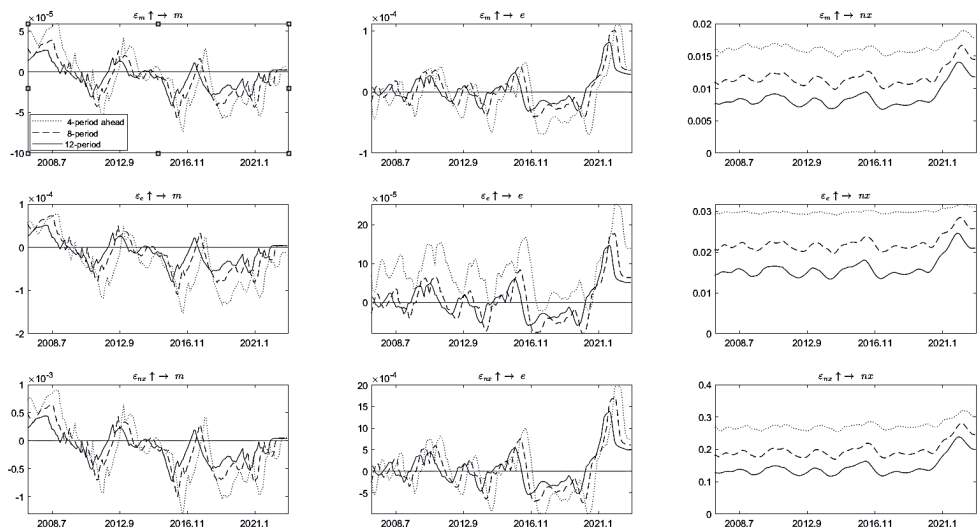 ε_m ↑ → m
×10^-5
5
0
-5
-10
4-period ahead
8-period
12-period
2008.7 2012.9 2016.11 2021.1
ε_m ↑ → e
×10^-4
1
0
-1
2008.7 2012.9 2016.11 2021.1
ε_m ↑ → nx
0.02
0.015
0.01
0.005
0
2008.7 2012.9 2016.11 2021.1
ε_e ↑ → m
×10^-4
1
0
-1
-2
2008.7 2012.9 2016.11 2021.1
ε_e ↑ → e
×10^-5
20
10
0
2008.7 2012.9 2016.11 2021.1
ε_e ↑ → nx
0.03
0.02
0.01
0
2008.7 2012.9 2016.11 2021.1
ε_nx ↑ → m
×10^-3
1
0.5
0
-0.5
-1
2008.7 2012.9 2016.11 2021.1
ε_nx ↑ → e
×10^-4
20
15
10
5
0
-5
2008.7 2012.9 2016.11 2021.1
ε_nx ↑ → nx
0.4
0.3
0.2
0.1
0
2008.7 2012.9 2016.11 2021.1